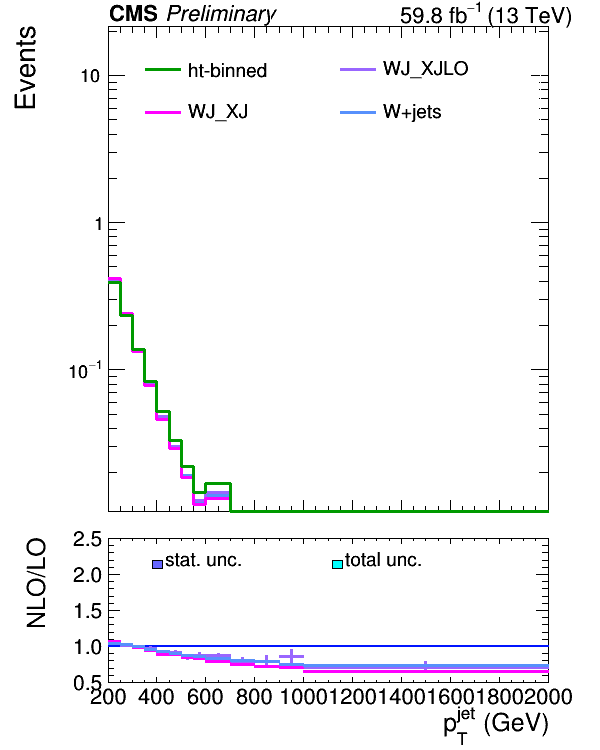 CMS Preliminary 59.8 fb⁻¹ (13 TeV)
Events
ht-binned WJ_XJLO
WJ_XJ W+jets
10
1
10⁻¹
NLO/LO
stat. unc. total unc.
2.5
2.0
1.5
1.0
0.5
200 400 600 800 1000 1200 1400 1600 1800 2000
p_T^jet (GeV)